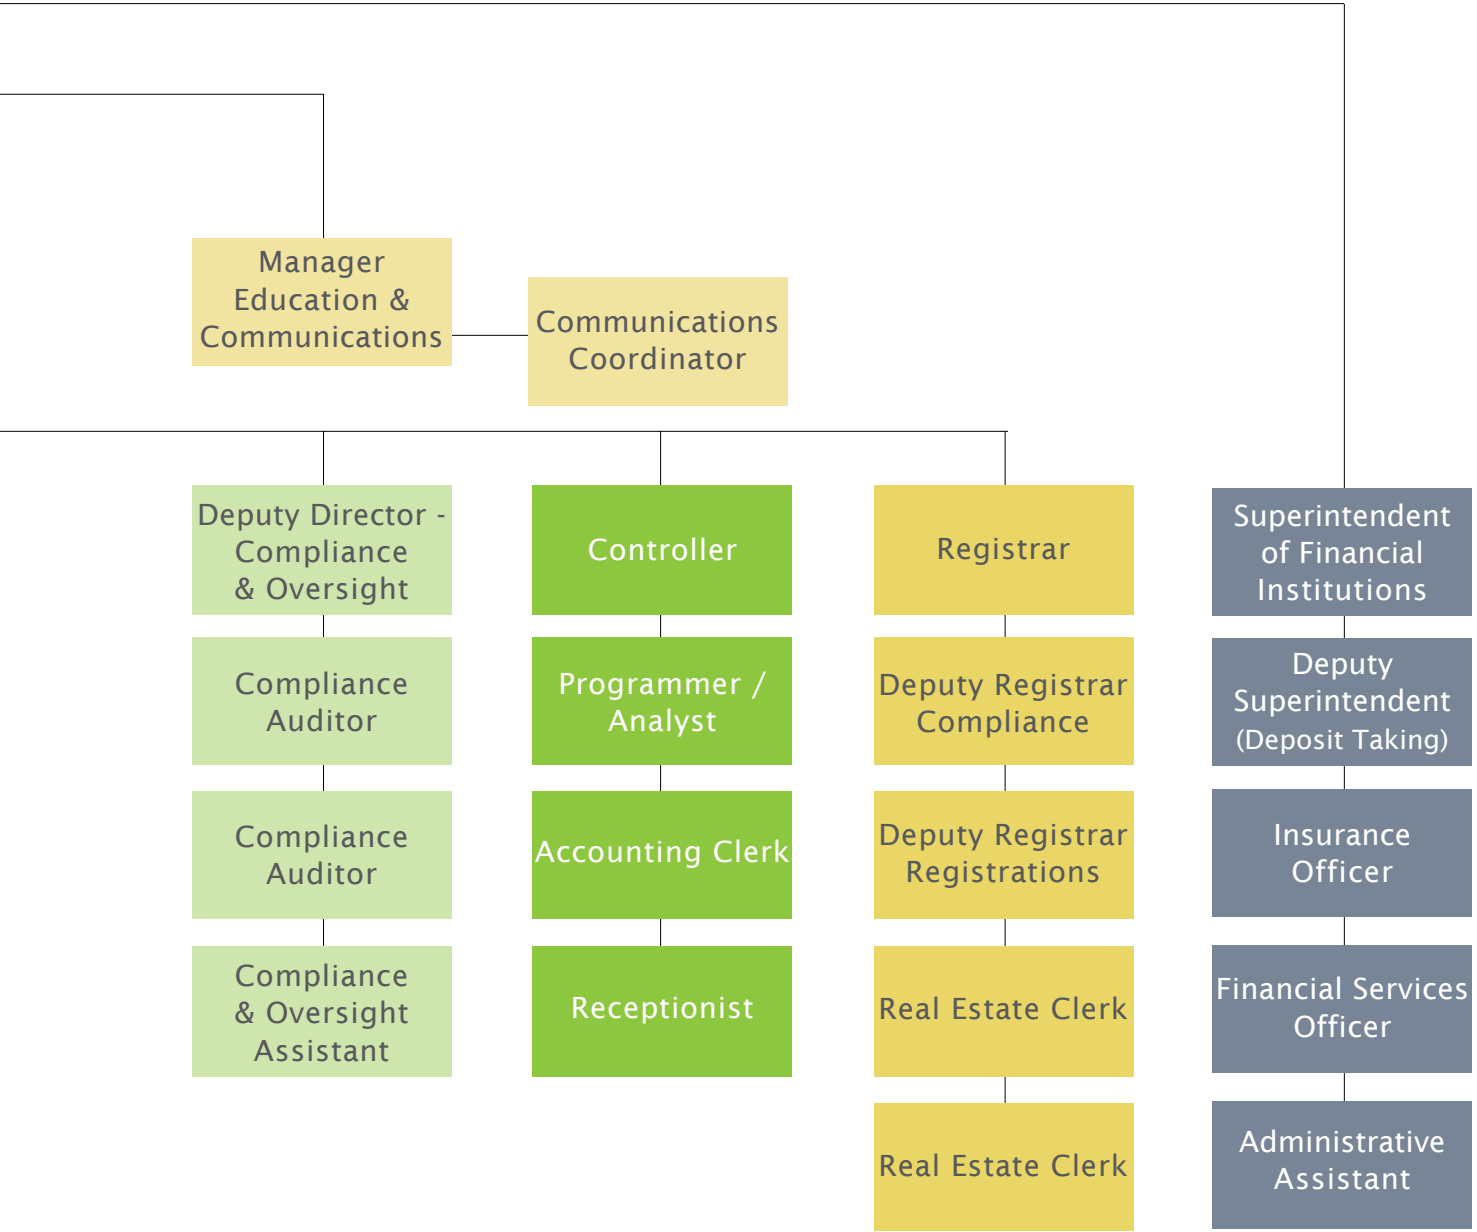 Manager
Education &
Communications
Communications
Coordinator
Deputy Director -
Compliance
& Oversight
Compliance
Auditor
Compliance
Auditor
Compliance
& Oversight
Assistant
Controller
Programmer /
Analyst
Accounting Clerk
Receptionist
Registrar
Deputy Registrar
Compliance
Deputy Registrar
Registrations
Real Estate Clerk
Real Estate Clerk
Superintendent
of Financial
Institutions
Deputy
Superintendent
(Deposit Taking)
Insurance
Officer
Financial Services
Officer
Administrative
Assistant